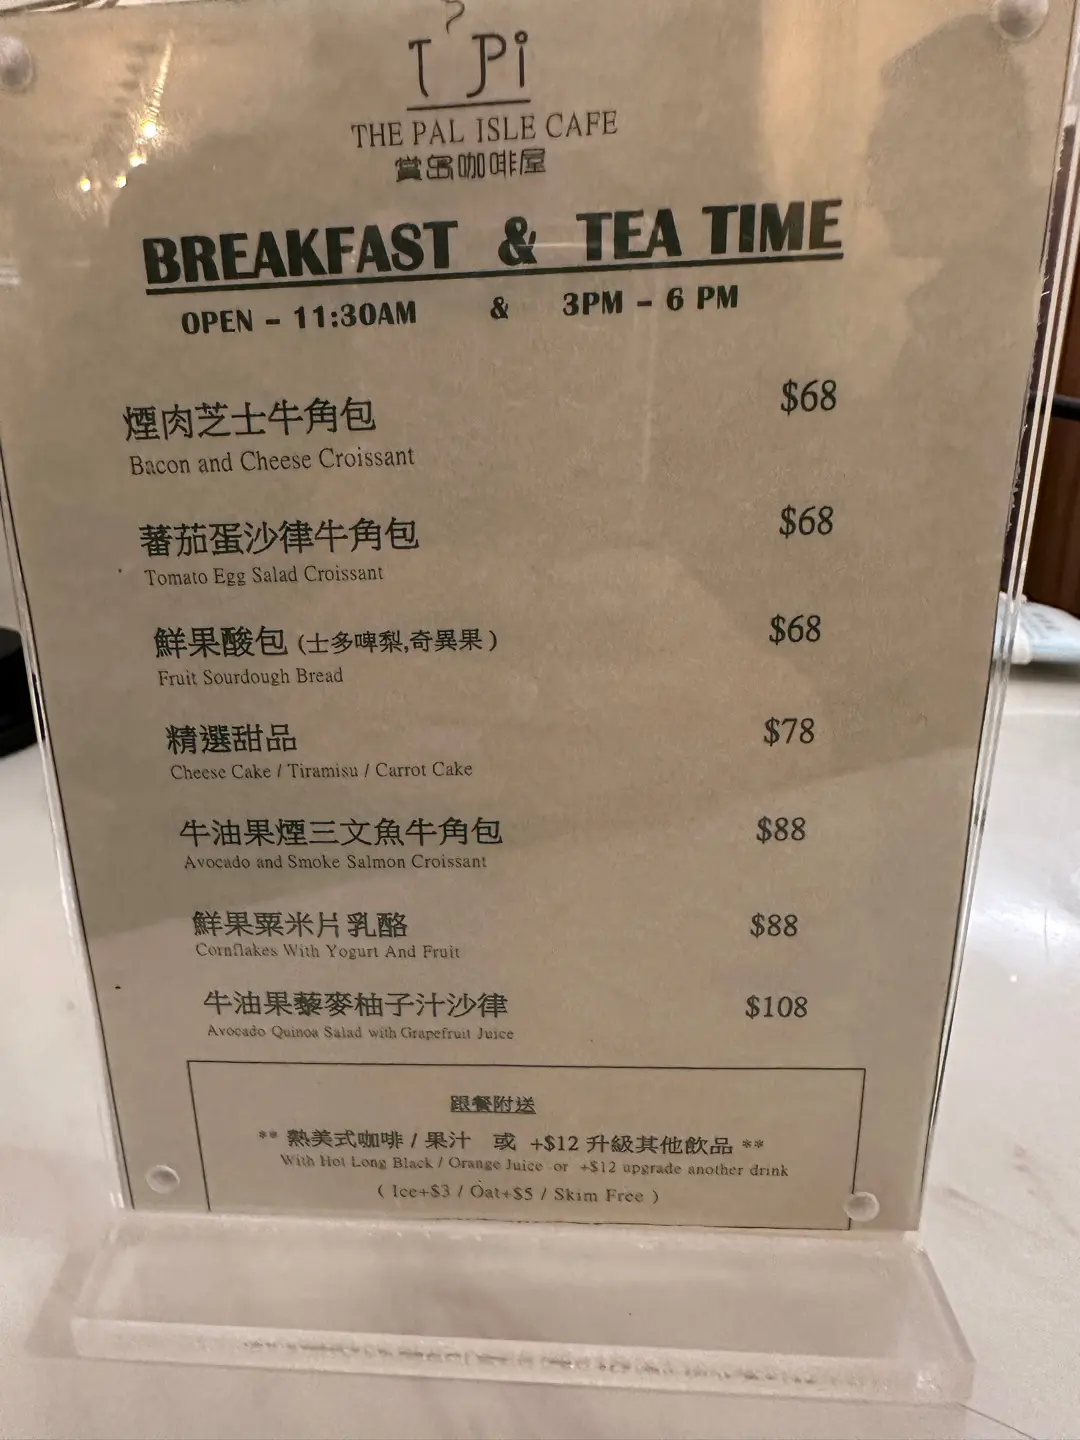 T'Pi
THE PAL ISLE CAFE
賞島咖啡屋
BREAKFAST & TEA TIME
OPEN – 11:30AM & 3PM – 6 PM
煙肉芝士牛角包 $68
Bacon and Cheese Croissant
蕃茄蛋沙律牛角包 $68
Tomato Egg Salad Croissant
鮮果酸包 (士多啤梨,奇異果) $68
Fruit Sourdough Bread
精選甜品 $78
Cheese Cake / Tiramisu / Carrot Cake
牛油果煙三文魚牛角包 $88
Avocado and Smoke Salmon Croissant
鮮果粟米片乳酪 $88
Cornflakes With Yogurt And Fruit
牛油果藜麥柚子汁沙律 $108
Avocado Quinoa Salad with Grapefruit Juice
跟餐附送
** 熱美式咖啡 / 果汁 或 +$12 升級其他飲品 **
With Hot Long Black / Orange Juice or +$12 upgrade another drink
( Ice+$3 / Oat+$5 / Skim Free )